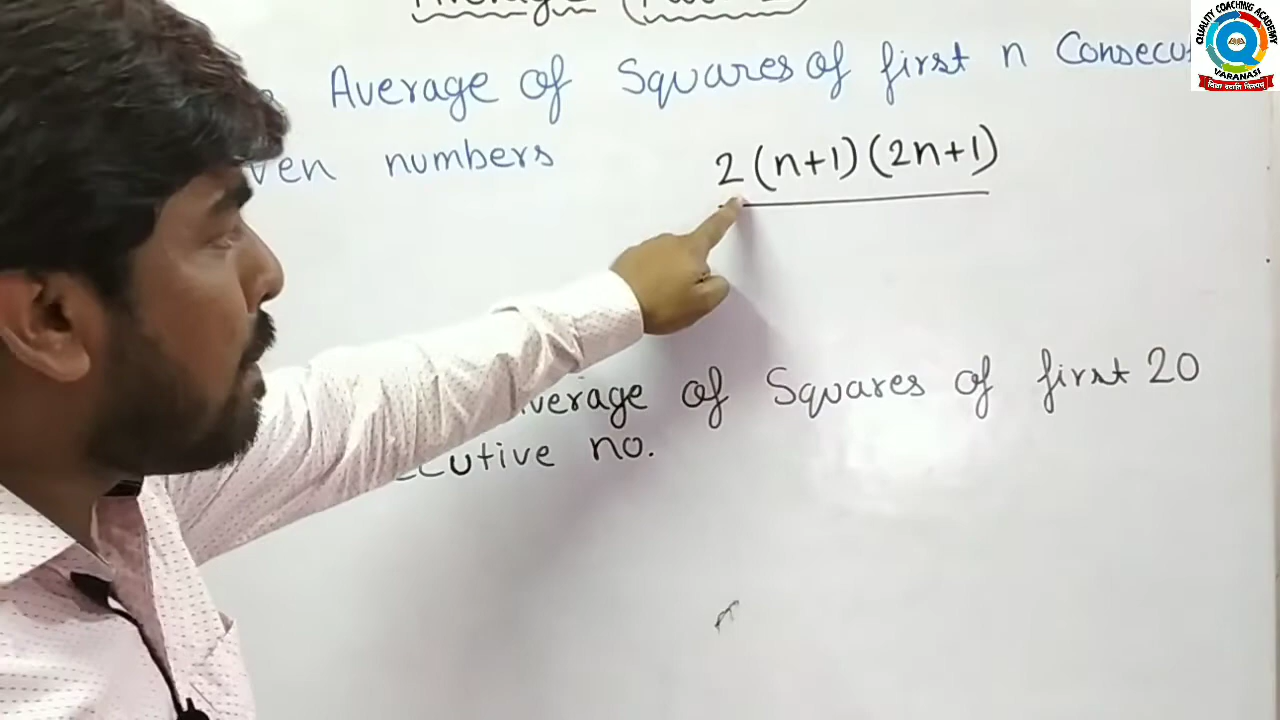 Average
Average of Squares of first n Consecu
ven numbers
2(n+1)(2n+1)
verage of Squares of first 20
cutive no.
QUALITY COACHING ACADEMY
VARANASI